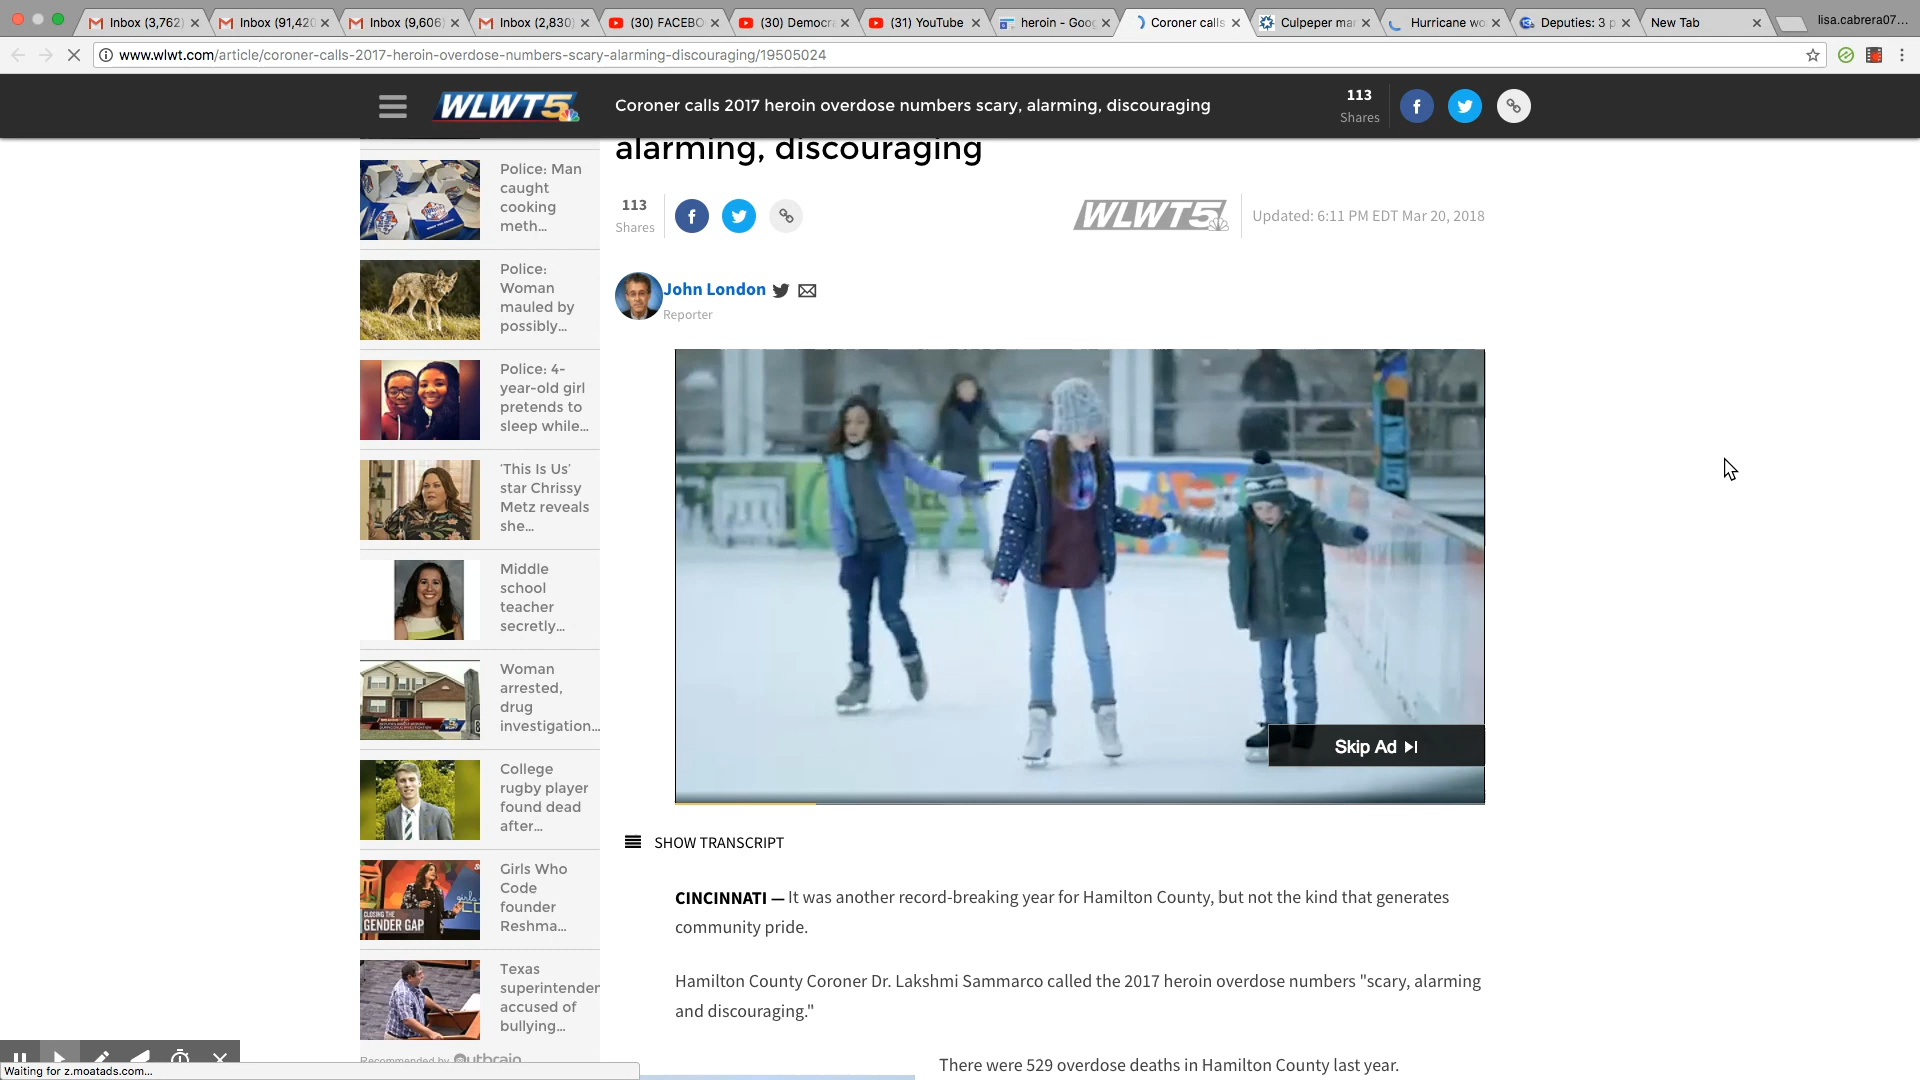 Inbox (3,762)
Inbox (91,420
Inbox (9,606)
Inbox (2,830)
(30) FACEBO
(30) Democra
(31) YouTube
heroin - Goog
Coroner calls
Culpeper man
Hurricane wo
Deputies: 3 p
New Tab
lisa.cabrera07...
www.wlwt.com/article/coroner-calls-2017-heroin-overdose-numbers-scary-alarming-discouraging/19505024
WLWT5
Coroner calls 2017 heroin overdose numbers scary, alarming, discouraging
113
Shares
alarming, discouraging
113
Shares
WLWT5
Updated: 6:11 PM EDT Mar 20, 2018
John London
Reporter
Police: Man
caught
cooking
meth...
Police:
Woman
mauled by
possibly...
Police: 4-
year-old girl
pretends to
sleep while...
'This Is Us'
star Chrissy
Metz reveals
she...
Middle
school
teacher
secretly...
Woman
arrested,
drug
investigation...
College
rugby player
found dead
after...
CLOSING THE
GENDER GAP
Girls Who
Code
founder
Reshma...
Texas
superintenden
accused of
bullying...
Recommended by Outbrain
Skip Ad
SHOW TRANSCRIPT
CINCINNATI — It was another record-breaking year for Hamilton County, but not the kind that generates
community pride.
Hamilton County Coroner Dr. Lakshmi Sammarco called the 2017 heroin overdose numbers "scary, alarming
and discouraging."
There were 529 overdose deaths in Hamilton County last year.
Waiting for z.moatads.com...